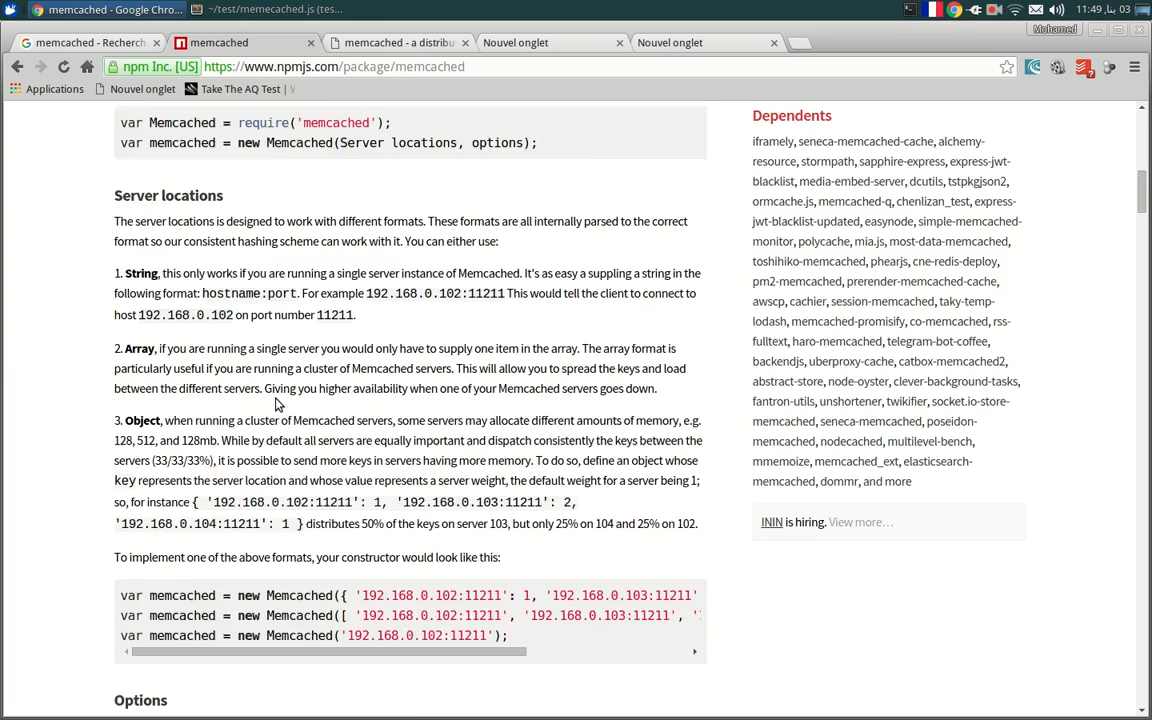 memcached - Google Chro...
~/test/memecached.js (tes...
11:49
03
memcached - Recherch
memcached
memcached - a distribu
Nouvel onglet
Nouvel onglet
Mohamed
npm Inc. [US]
https://www.npmjs.com/package/memcached
Applications
Nouvel onglet
Take The AQ Test |
var Memcached = require('memcached');
var memcached = new Memcached(Server locations, options);
Server locations
The server locations is designed to work with different formats. These formats are all internally parsed to the correct
format so our consistent hashing scheme can work with it. You can either use:
1. String, this only works if you are running a single server instance of Memcached. It's as easy a suppling a string in the
following format: hostname:port. For example 192.168.0.102:11211 This would tell the client to connect to
host 192.168.0.102 on port number 11211.
2. Array, if you are running a single server you would only have to supply one item in the array. The array format is
particularly useful if you are running a cluster of Memcached servers. This will allow you to spread the keys and load
between the different servers. Giving you higher availability when one of your Memcached servers goes down.
3. Object, when running a cluster of Memcached servers, some servers may allocate different amounts of memory, e.g.
128, 512, and 128mb. While by default all servers are equally important and dispatch consistently the keys between the
servers (33/33/33%), it is possible to send more keys in servers having more memory. To do so, define an object whose
key represents the server location and whose value represents a server weight, the default weight for a server being 1;
so, for instance { '192.168.0.102:11211': 1, '192.168.0.103:11211': 2,
'192.168.0.104:11211': 1 } distributes 50% of the keys on server 103, but only 25% on 104 and 25% on 102.
To implement one of the above formats, your constructor would look like this:
var memcached = new Memcached({ '192.168.0.102:11211': 1, '192.168.0.103:11211'
var memcached = new Memcached([ '192.168.0.102:11211', '192.168.0.103:11211', '
var memcached = new Memcached('192.168.0.102:11211');
Options
Dependents
iframely, seneca-memcached-cache, alchemy-
resource, stormpath, sapphire-express, express-jwt-
blacklist, media-embed-server, dcutils, tstpkgjson2,
ormcache.js, memcached-q, chenlizan_test, express-
jwt-blacklist-updated, easynode, simple-memcached-
monitor, polycache, mia.js, most-data-memcached,
toshihiko-memcached, phearjs, cne-redis-deploy,
pm2-memcached, prerender-memcached-cache,
awscp, cachier, session-memcached, taky-temp-
lodash, memcached-promisify, co-memcached, rss-
fulltext, haro-memcached, telegram-bot-coffee,
backendjs, uberproxy-cache, catbox-memcached2,
abstract-store, node-oyster, clever-background-tasks,
fantron-utils, unshortener, twikifier, socket.io-store-
memcached, seneca-memcached, poseidon-
memcached, nodecached, multilevel-bench,
mmemoize, memcached_ext, elasticsearch-
memcached, dommr, and more
ININ is hiring. View more…